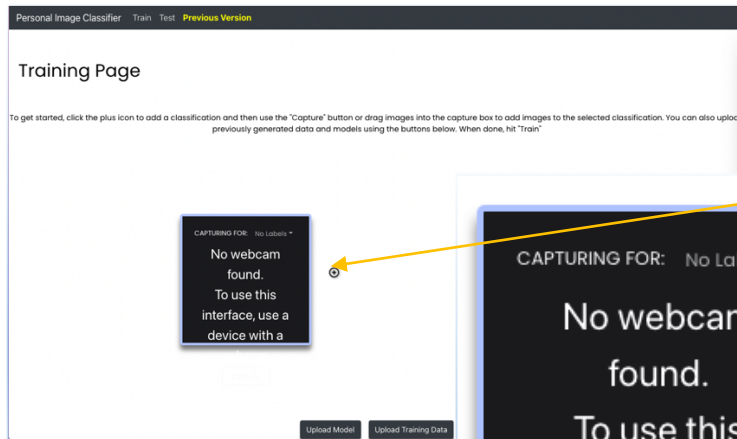 Personal Image Classifier Train Test Previous Version
Training Page
To get started, click the plus icon to add a classification and then use the "Capture" button or drag images into the capture box to add images to the selected classification. You can also
previously generated data and models using the buttons below. When done, hit "Train"
CAPTURING FOR: No Labels
No webcam
found.
To use this
interface, use a
device with a
Upload Model Upload Training Data
CAPTURING FOR: No
No
found.
To use this